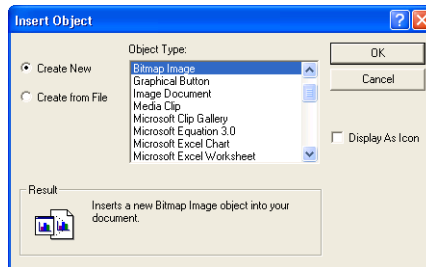 Insert Object
Object Type:
Create New
Create from File
Bitmap Image
Graphical Button
Image Document
Media Clip
Microsoft Clip Gallery
Microsoft Equation 3.0
Microsoft Excel Chart
Microsoft Excel Worksheet
OK
Cancel
Display As Icon
Result
Inserts a new Bitmap Image object into your
document.